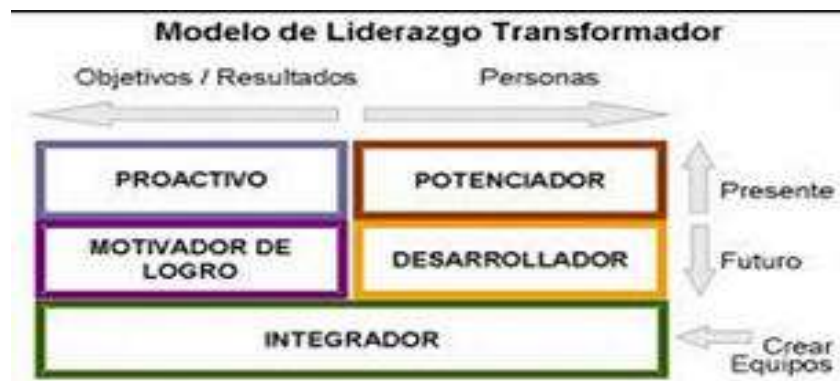 Modelo de Liderazgo Transformador
Objetivos / Resultados
Personas
PROACTIVO
POTENCIADOR
Presente
MOTIVADOR DE
LOGRO
DESARROLLADOR
Futuro
INTEGRADOR
Crear
Equipos